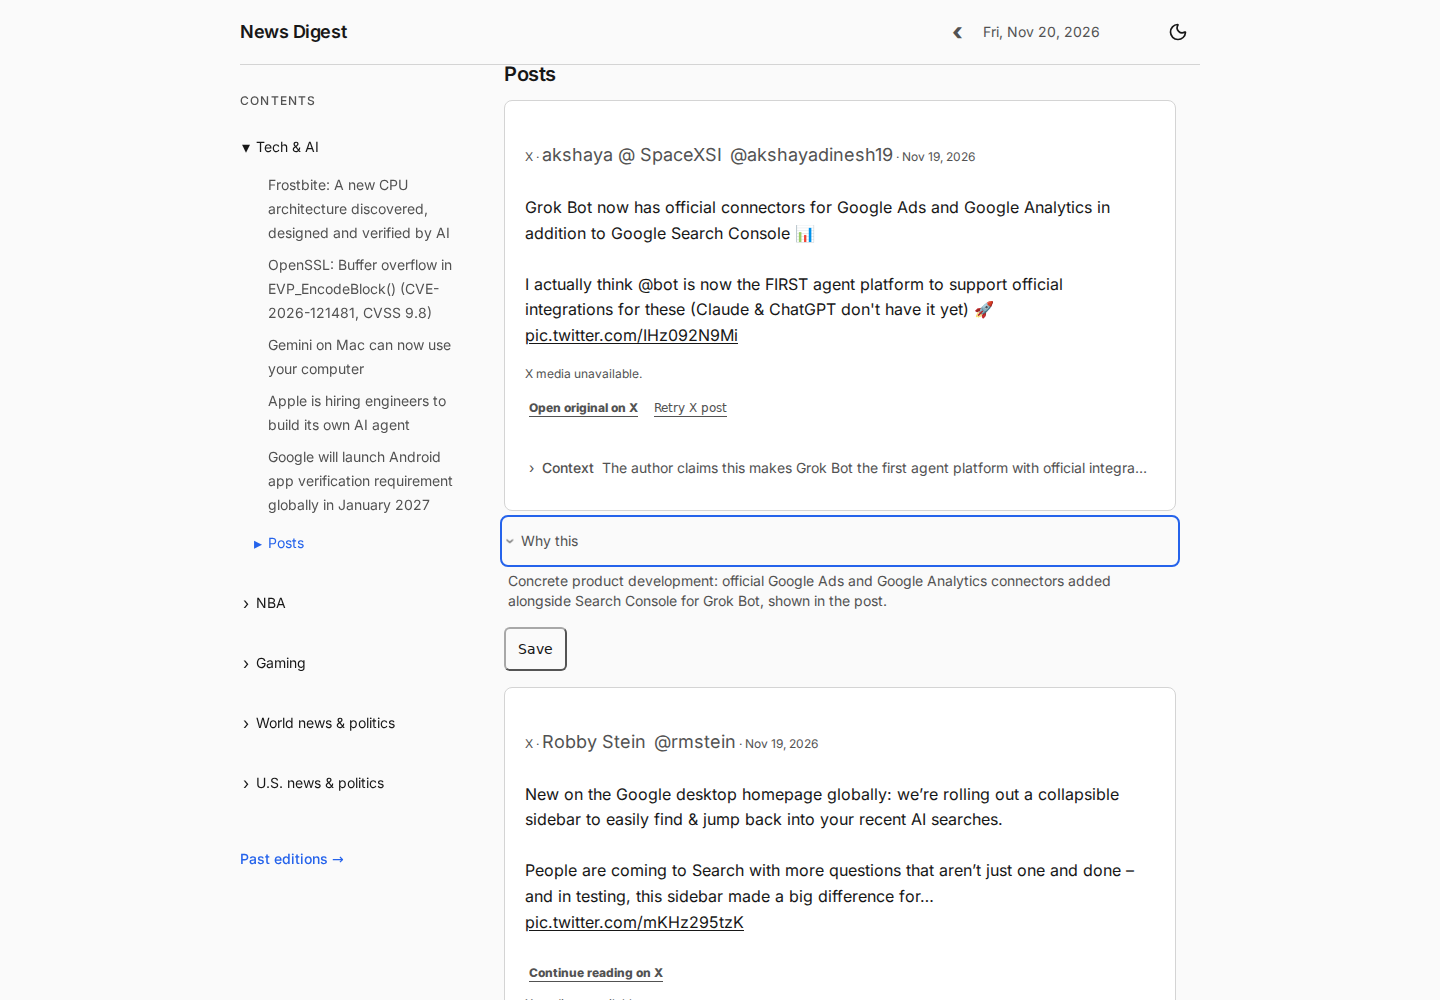 News Digest
‹ Fri, Nov 20, 2026
CONTENTS
▾ Tech & AI
Frostbite: A new CPU
architecture discovered,
designed and verified by AI
OpenSSL: Buffer overflow in
EVP_EncodeBlock() (CVE-
2026-121481, CVSS 9.8)
Gemini on Mac can now use
your computer
Apple is hiring engineers to
build its own AI agent
Google will launch Android
app verification requirement
globally in January 2027
▸ Posts
› NBA
› Gaming
› World news & politics
› U.S. news & politics
Past editions →
Posts
X · akshaya @ SpaceXSI @akshayadinesh19 · Nov 19, 2026
Grok Bot now has official connectors for Google Ads and Google Analytics in
addition to Google Search Console 📊
I actually think @bot is now the FIRST agent platform to support official
integrations for these (Claude & ChatGPT don't have it yet) 🚀
pic.twitter.com/IHz092N9Mi
X media unavailable.
Open original on X Retry X post
› Context The author claims this makes Grok Bot the first agent platform with official integra...
Why this
Concrete product development: official Google Ads and Google Analytics connectors added
alongside Search Console for Grok Bot, shown in the post.
Save
X · Robby Stein @rmstein · Nov 19, 2026
New on the Google desktop homepage globally: we’re rolling out a collapsible
sidebar to easily find & jump back into your recent AI searches.
People are coming to Search with more questions that aren’t just one and done –
and in testing, this sidebar made a big difference for…
pic.twitter.com/mKHz295tzK
Continue reading on X